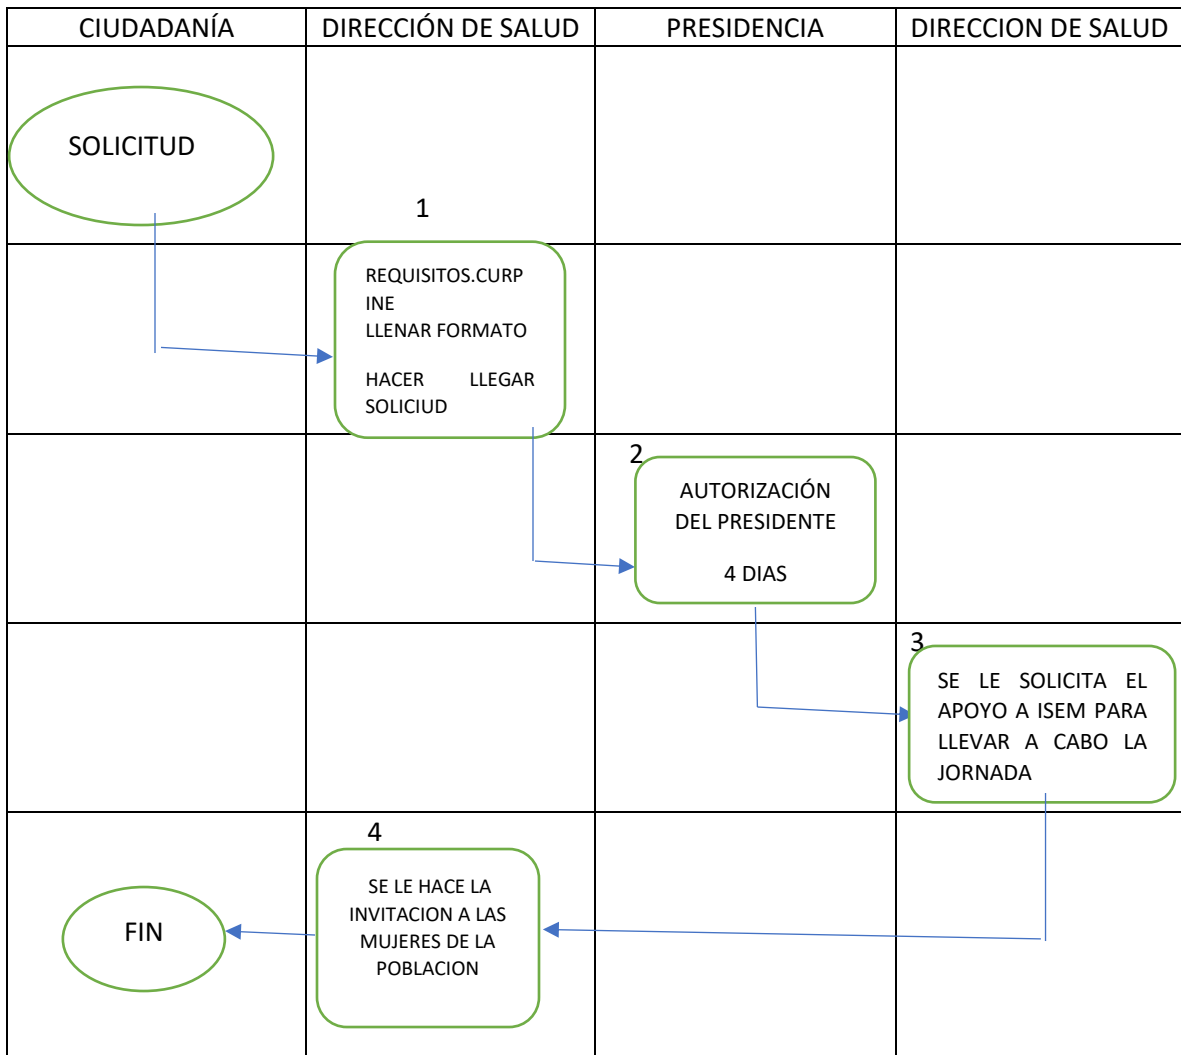 CIUDADANÍA
DIRECCIÓN DE SALUD
PRESIDENCIA
DIRECCION DE SALUD
SOLICITUD
1
REQUISITOS.CURP
INE
LLENAR FORMATO
HACER LLEGAR
SOLICIUD
2
AUTORIZACIÓN
DEL PRESIDENTE
4 DIAS
3
SE LE SOLICITA EL
APOYO A ISEM PARA
LLEVAR A CABO LA
JORNADA
4
SE LE HACE LA
INVITACION A LAS
MUJERES DE LA
POBLACION
FIN